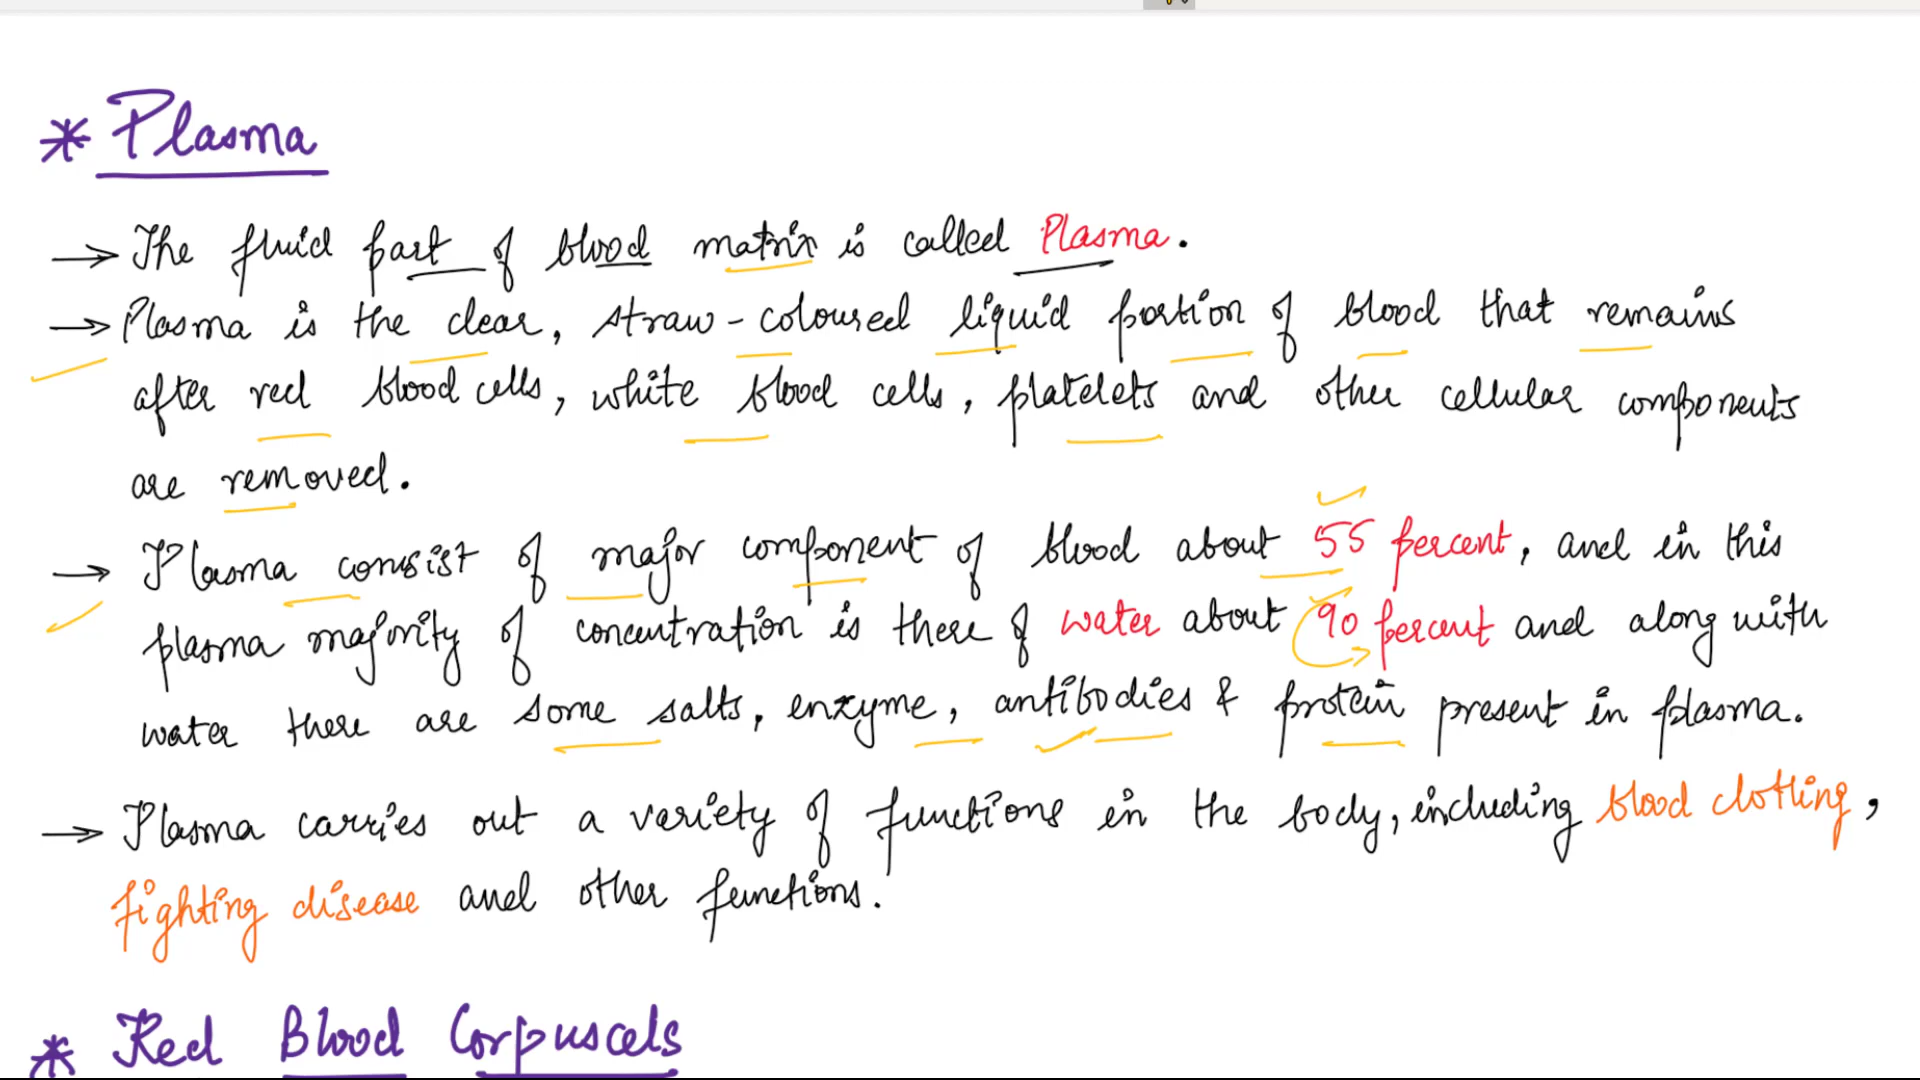 * Plasma
→ The fluid part of blood matrix is called Plasma.
→ Plasma is the clear, straw-coloured liquid portion of blood that remains
after red blood cells, white blood cells, platelets and other cellular components
are removed.
→ Plasma consist of major component of blood about 55 percent, and in this
plasma majority of concentration is there of water about 90 percent and along with
water there are some salts, enzyme, antibodies & protein present in plasma.
→ Plasma carries out a variety of functions in the body, including blood clotting,
fighting disease and other functions.
* Red Blood Corpuscels